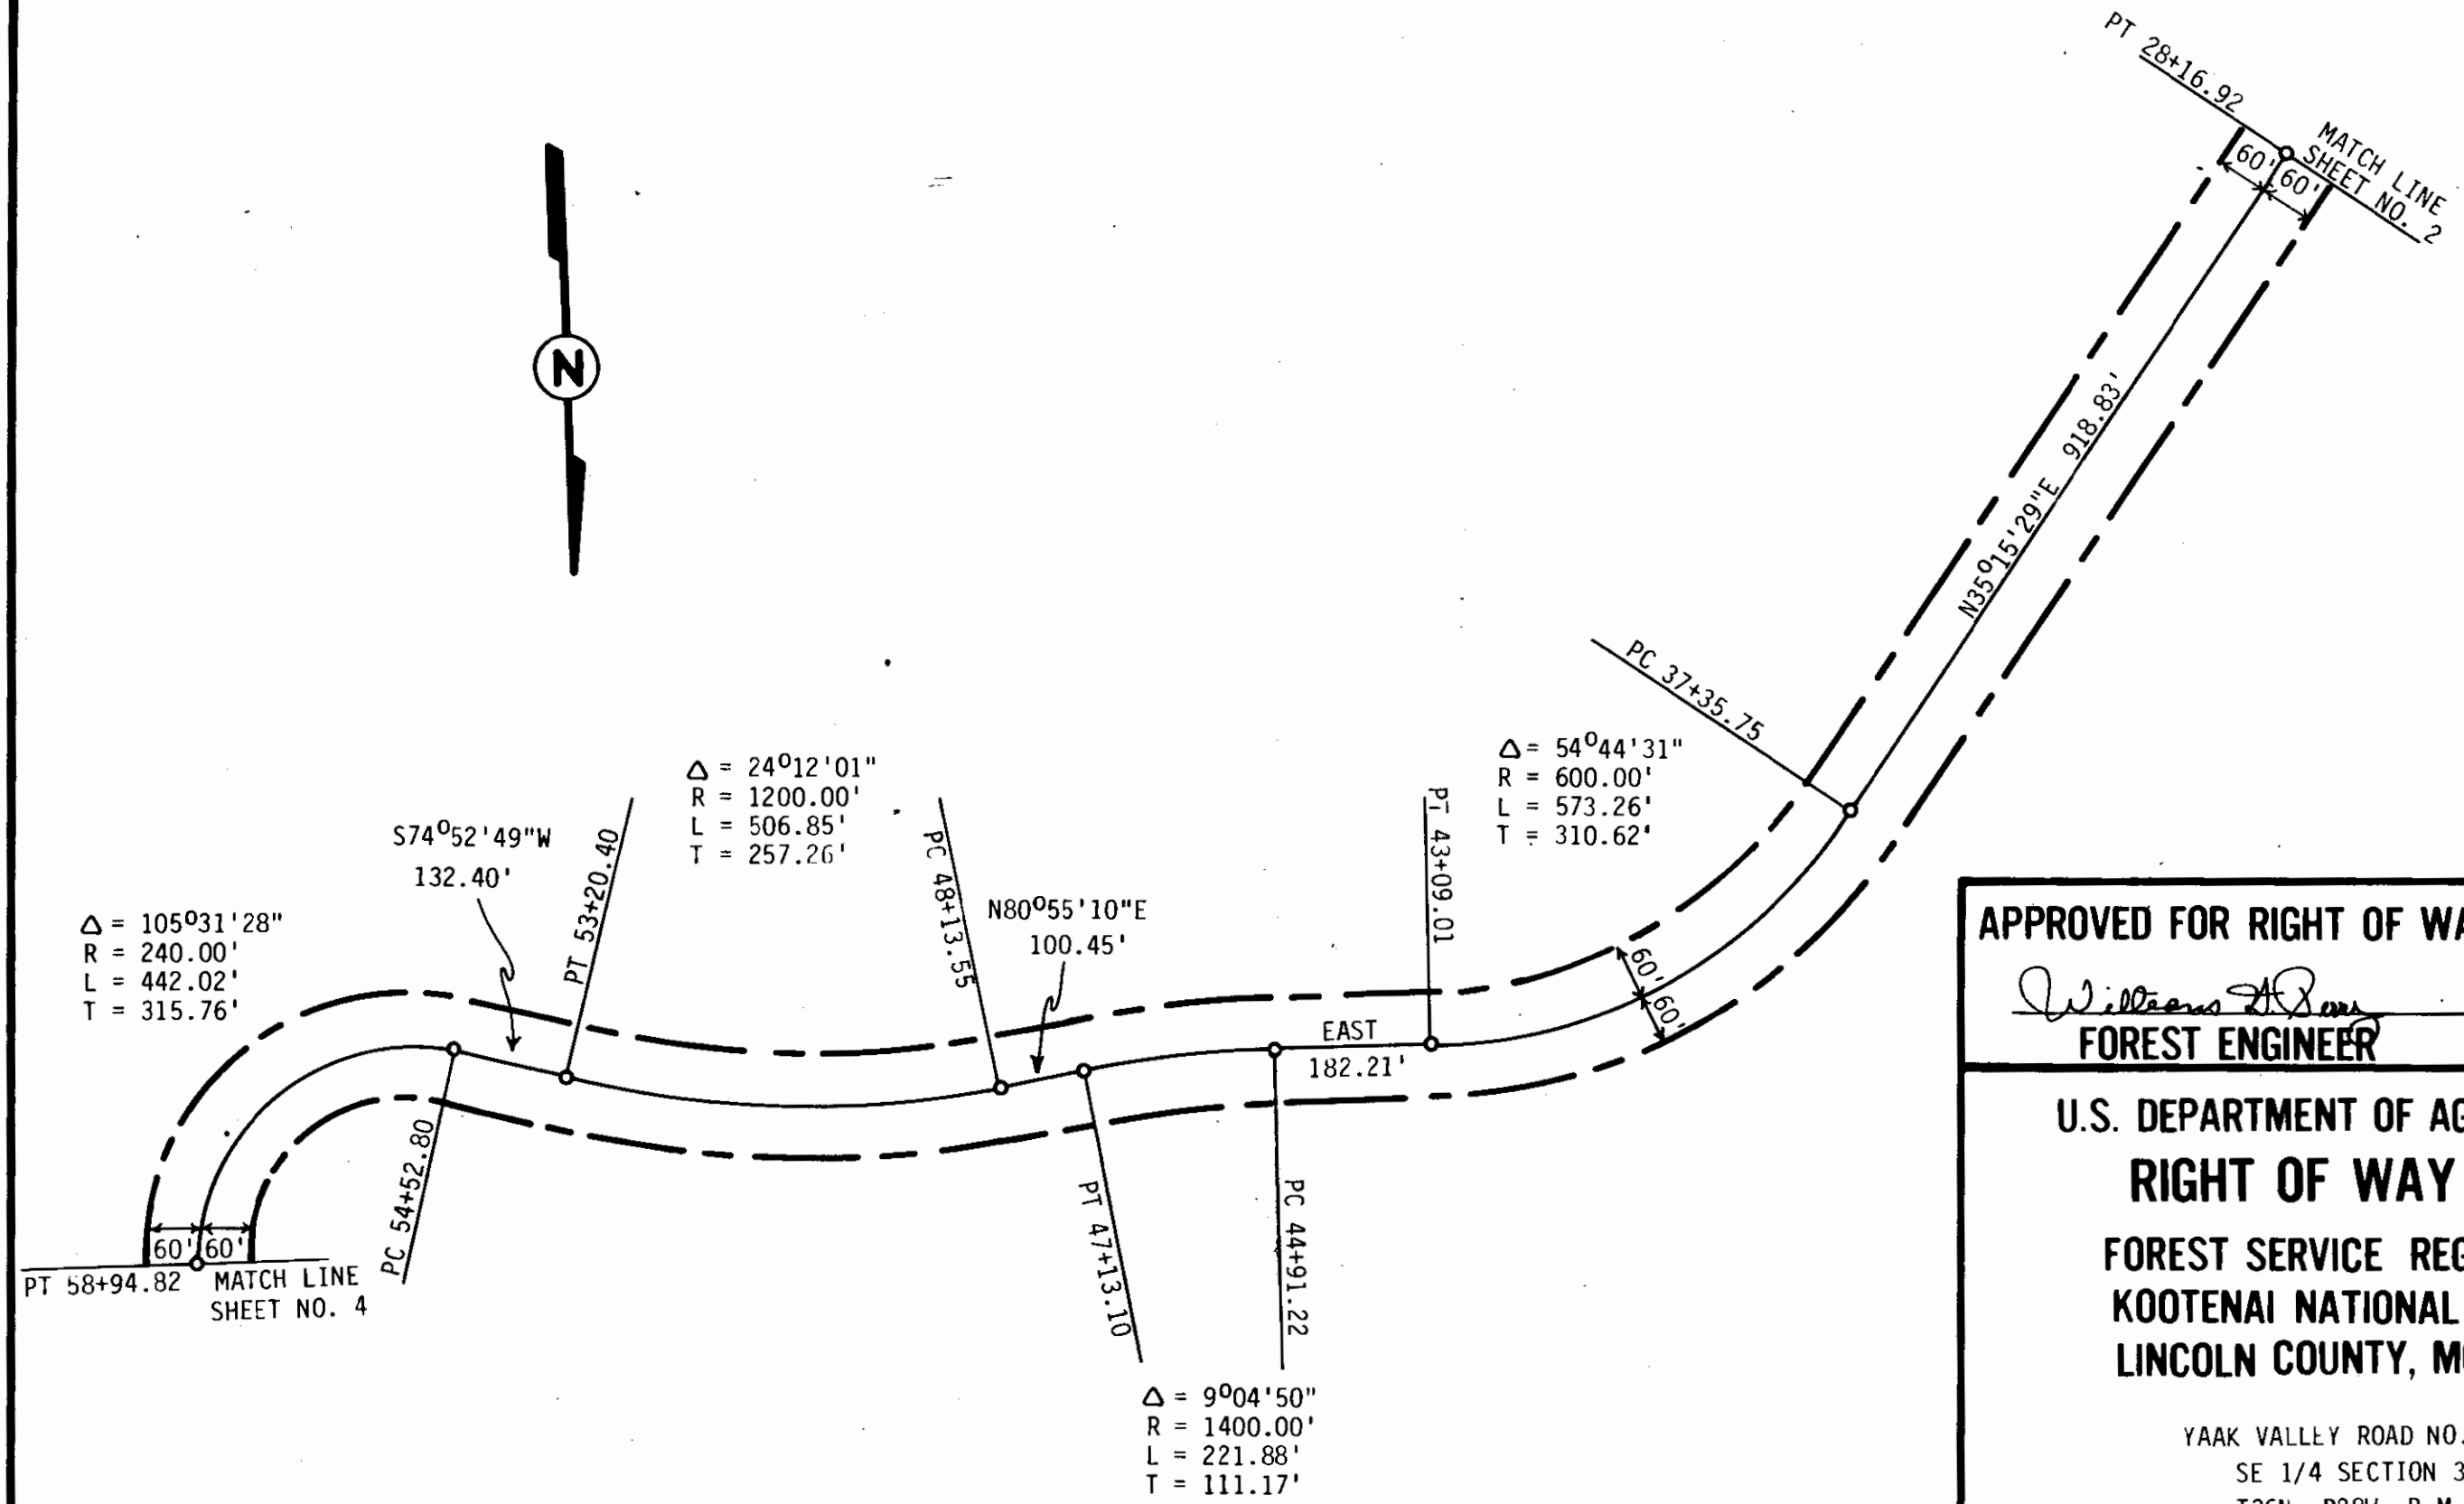 PT 28+16.92
MATCH LINE
SHEET NO. 2
60' 60'
N
918.83'
N35°15'29"E
PC 37+35.75
Δ = 54°44'31"
R = 600.00'
L = 573.26'
T = 310.62'
PT 43+09.01
60' 60'
Δ = 24°12'01"
R = 1200.00'
L = 506.85'
T = 257.26'
S74°52'49"W
132.40'
PT 53+20.40
PC 48+13.55
N80°55'10"E
100.45'
Δ = 105°31'28"
R = 240.00'
L = 442.02'
T = 315.76'
EAST
182.21'
PC 54+52.80
PT 47+13.10
PC 44+91.22
60' 60'
PT 58+94.82
MATCH LINE
SHEET NO. 4
Δ = 9°04'50"
R = 1400.00'
L = 221.88'
T = 111.17'
APPROVED FOR RIGHT OF WA
FOREST ENGINEER
U.S. DEPARTMENT OF AG
RIGHT OF WAY
FOREST SERVICE REG
KOOTENAI NATIONAL
LINCOLN COUNTY, M
YAAK VALLEY ROAD NO.
SE 1/4 SECTION 3